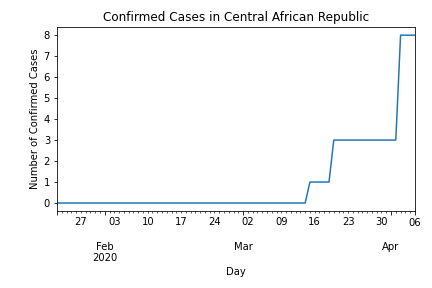 Confirmed Cases in Central African Republic
Number of Confirmed Cases
8
7
6
5
4
3
2
1
0
27 03 10 17 24 02 09 16 23 30 06
Feb Mar Apr
2020
Day